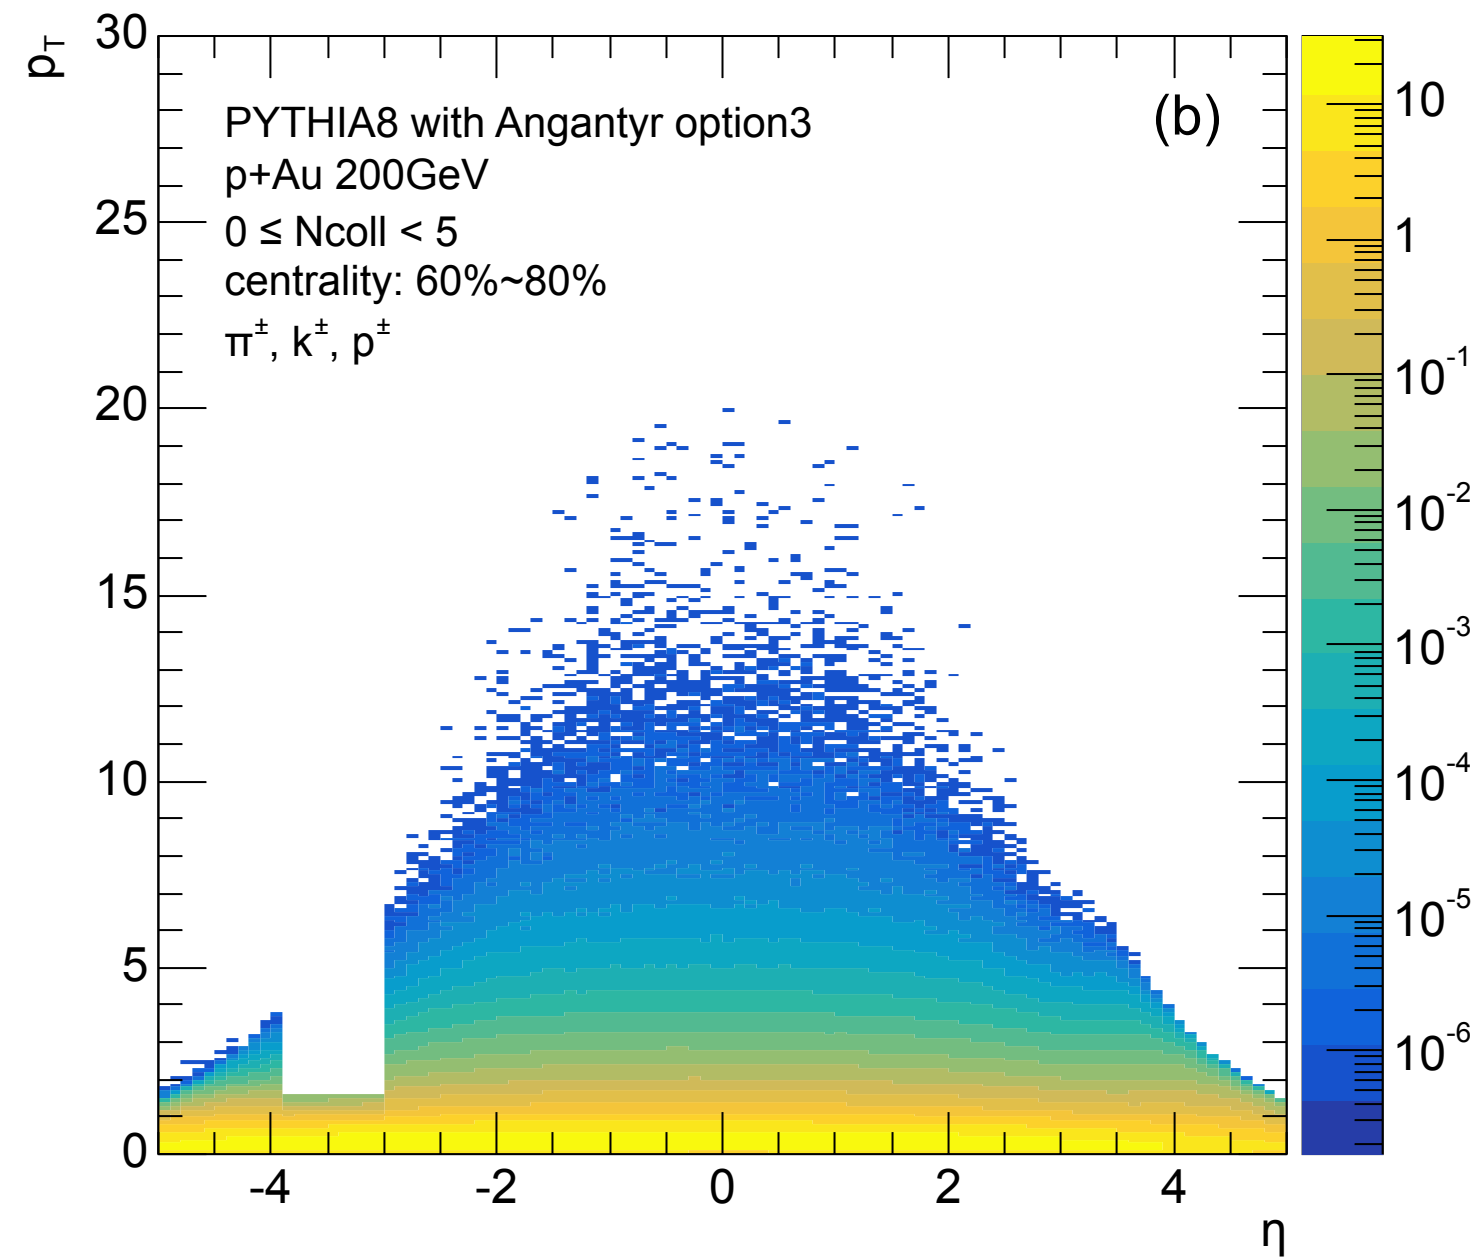 p_T
30
25
20
15
10
5
0
PYTHIA8 with Angantyr option3
p+Au 200GeV
0 ≤ Ncoll < 5
centrality: 60%~80%
π^±, k^±, p^±
(b)
-4 -2 0 2 4
η
10
1
10^-1
10^-2
10^-3
10^-4
10^-5
10^-6